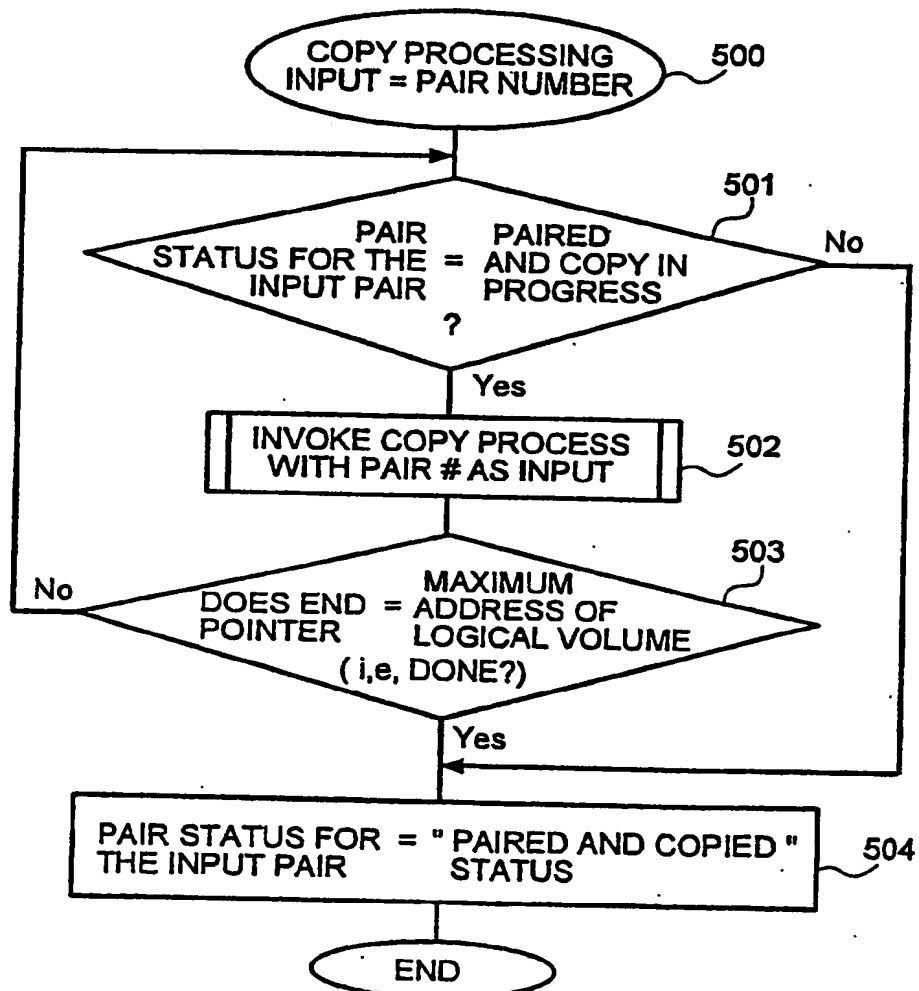 COPY PROCESSING
INPUT = PAIR NUMBER
500
501
PAIR = PAIRED
STATUS FOR THE AND COPY IN
INPUT PAIR PROGRESS
?
No
Yes
INVOKE COPY PROCESS
WITH PAIR # AS INPUT
502
503
No
DOES END = MAXIMUM
POINTER ADDRESS OF
LOGICAL VOLUME
( i,e, DONE?)
Yes
PAIR STATUS FOR = " PAIRED AND COPIED "
THE INPUT PAIR STATUS
504
END